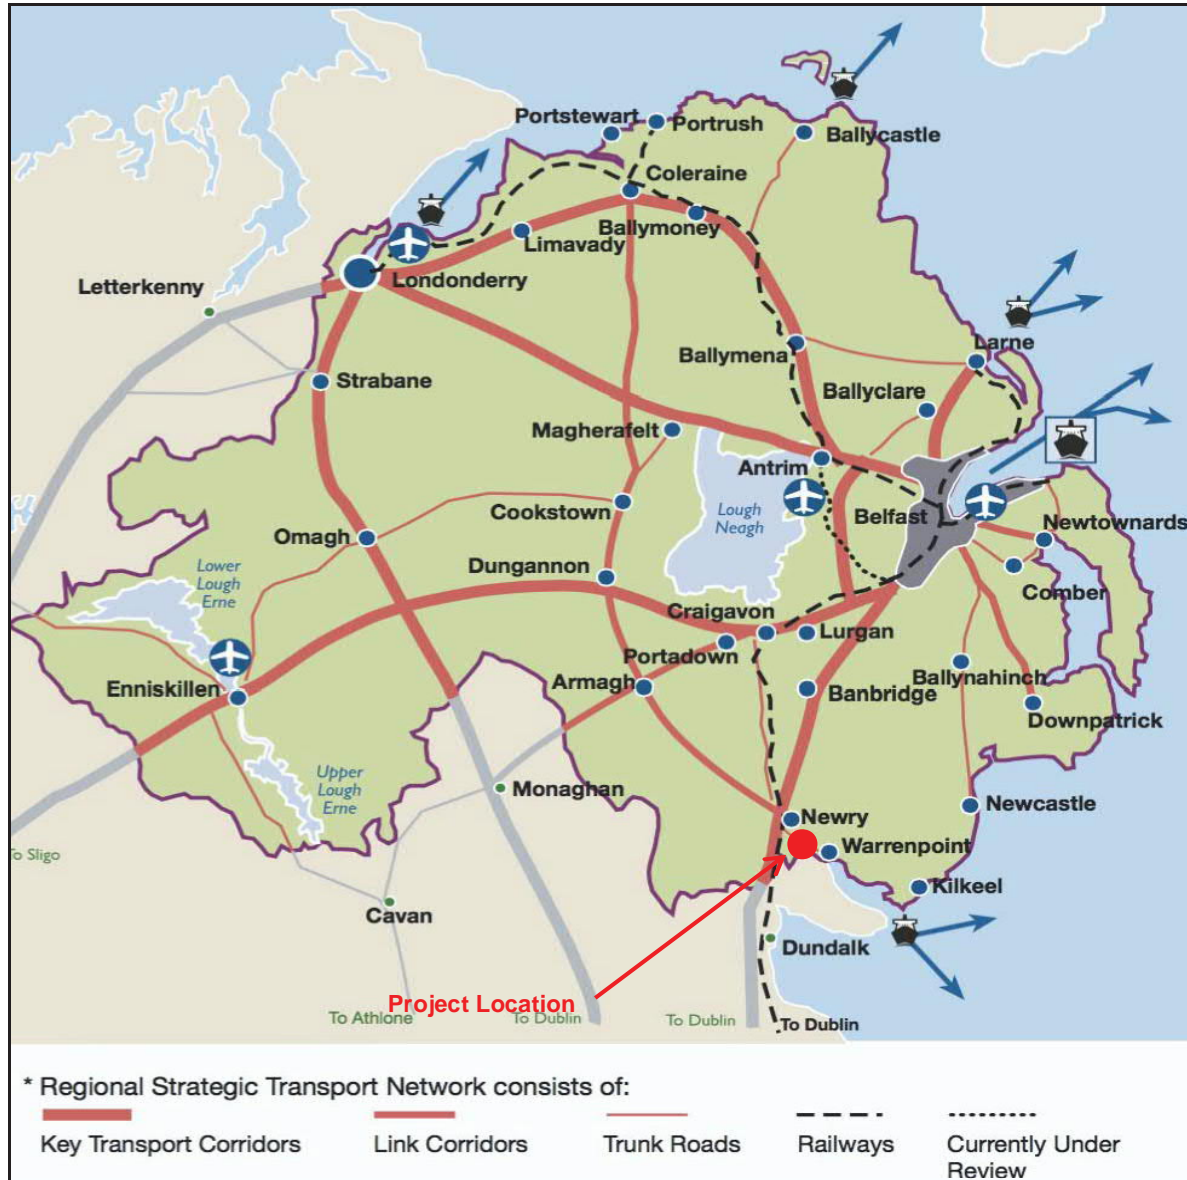 Portstewart
Portrush
Ballycastle
Coleraine
Ballymoney
Limavady
Londonderry
Letterkenny
Larne
Ballymena
Strabane
Ballyclare
Magherafelt
Antrim
Cookstown
Lough
Neagh
Belfast
Newtownards
Omagh
Dungannon
Lower
Lough
Erne
Comber
Craigavon
Lurgan
Portadown
Ballynahinch
Armagh
Enniskillen
Banbridge
Downpatrick
Upper
Lough
Erne
Monaghan
Newcastle
Newry
Warrenpoint
To Sligo
Kilkeel
Cavan
Dundalk
Project Location
To Athlone
To Dublin
To Dublin
To Dublin
* Regional Strategic Transport Network consists of:
Key Transport Corridors
Link Corridors
Trunk Roads
Railways
Currently Under
Review